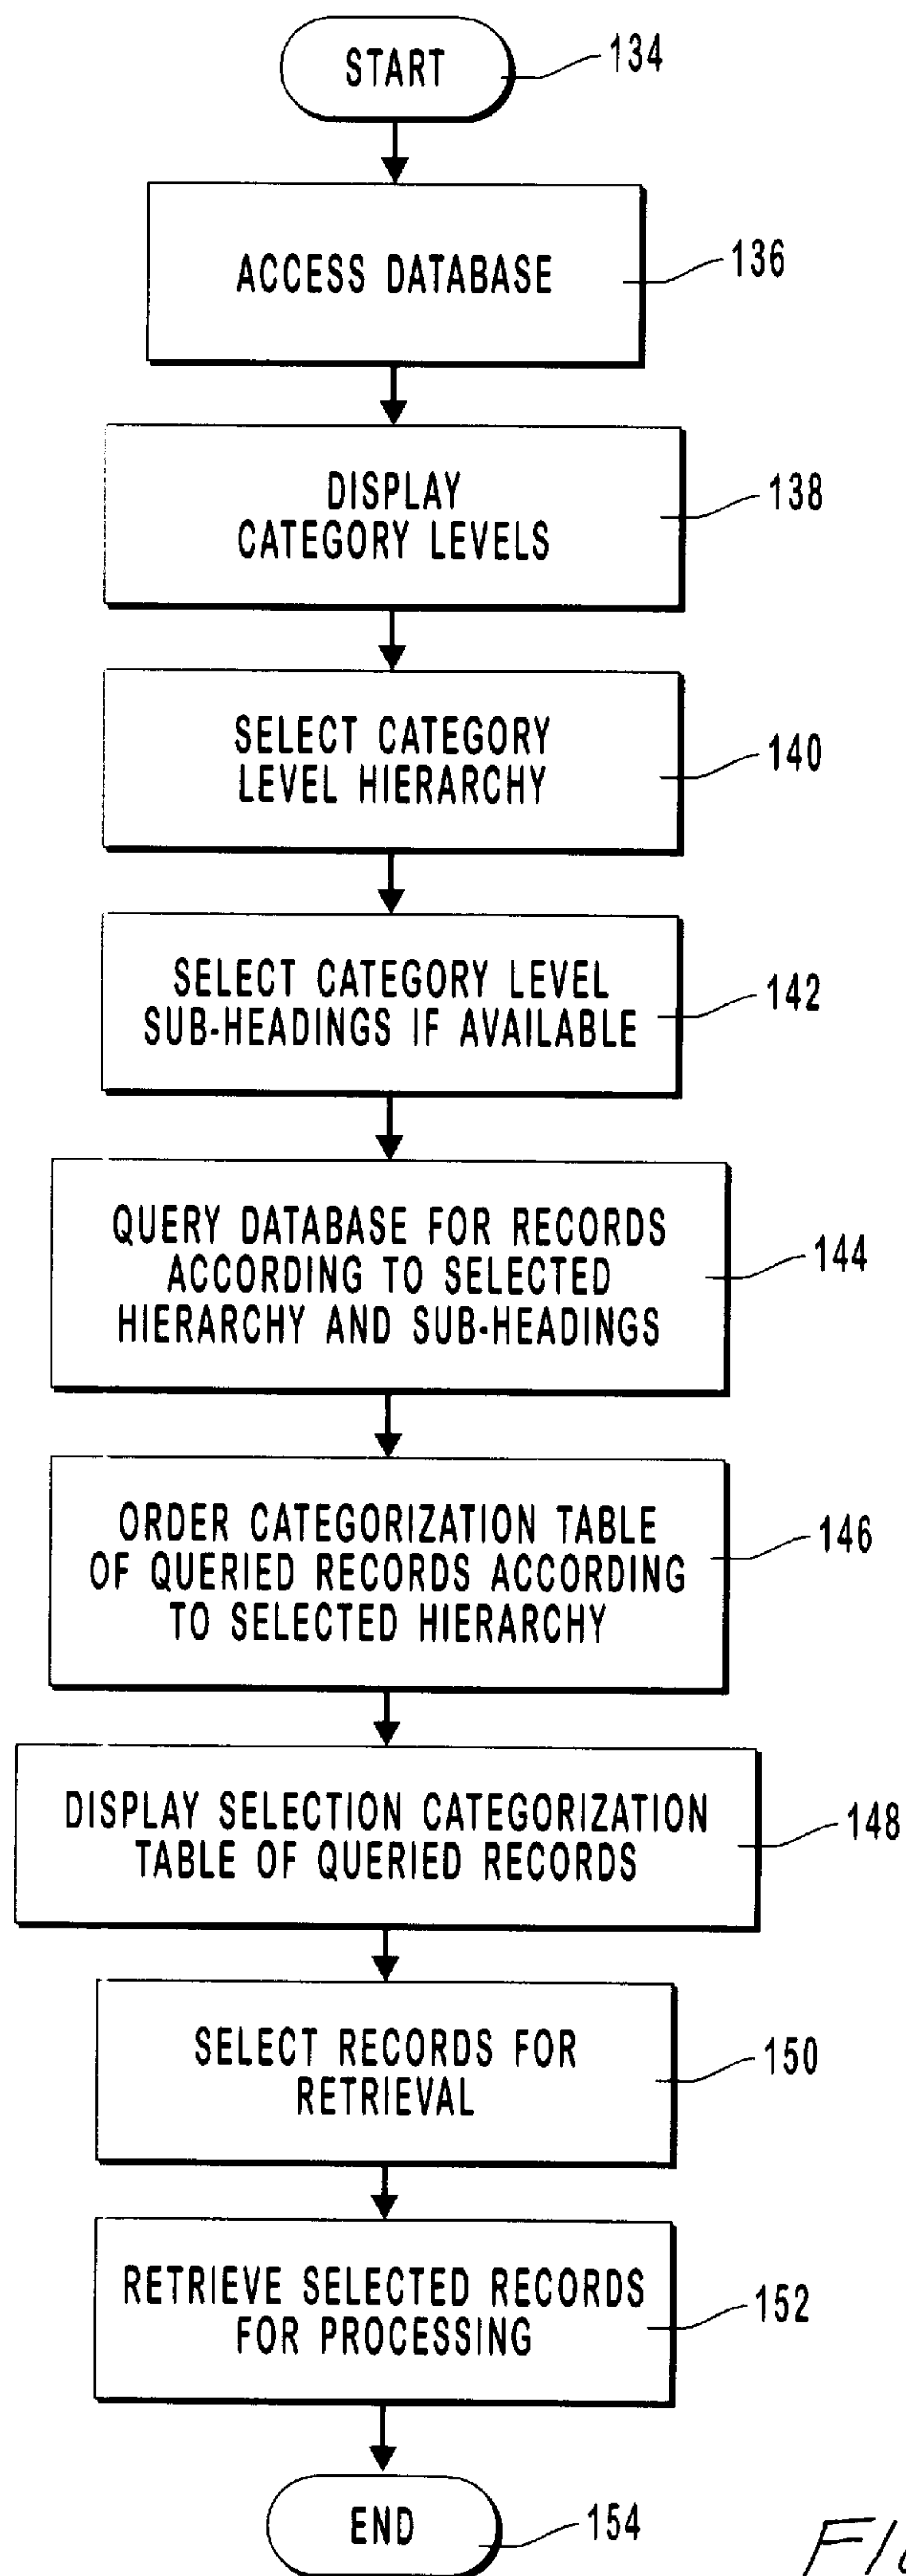 START
134
ACCESS DATABASE
136
DISPLAY
CATEGORY LEVELS
138
SELECT CATEGORY
LEVEL HIERARCHY
140
SELECT CATEGORY LEVEL
SUB-HEADINGS IF AVAILABLE
142
QUERY DATABASE FOR RECORDS
ACCORDING TO SELECTED
HIERARCHY AND SUB-HEADINGS
144
ORDER CATEGORIZATION TABLE
OF QUERIED RECORDS ACCORDING
TO SELECTED HIERARCHY
146
DISPLAY SELECTION CATEGORIZATION
TABLE OF QUERIED RECORDS
148
SELECT RECORDS FOR
RETRIEVAL
150
RETRIEVE SELECTED RECORDS
FOR PROCESSING
152
END
154